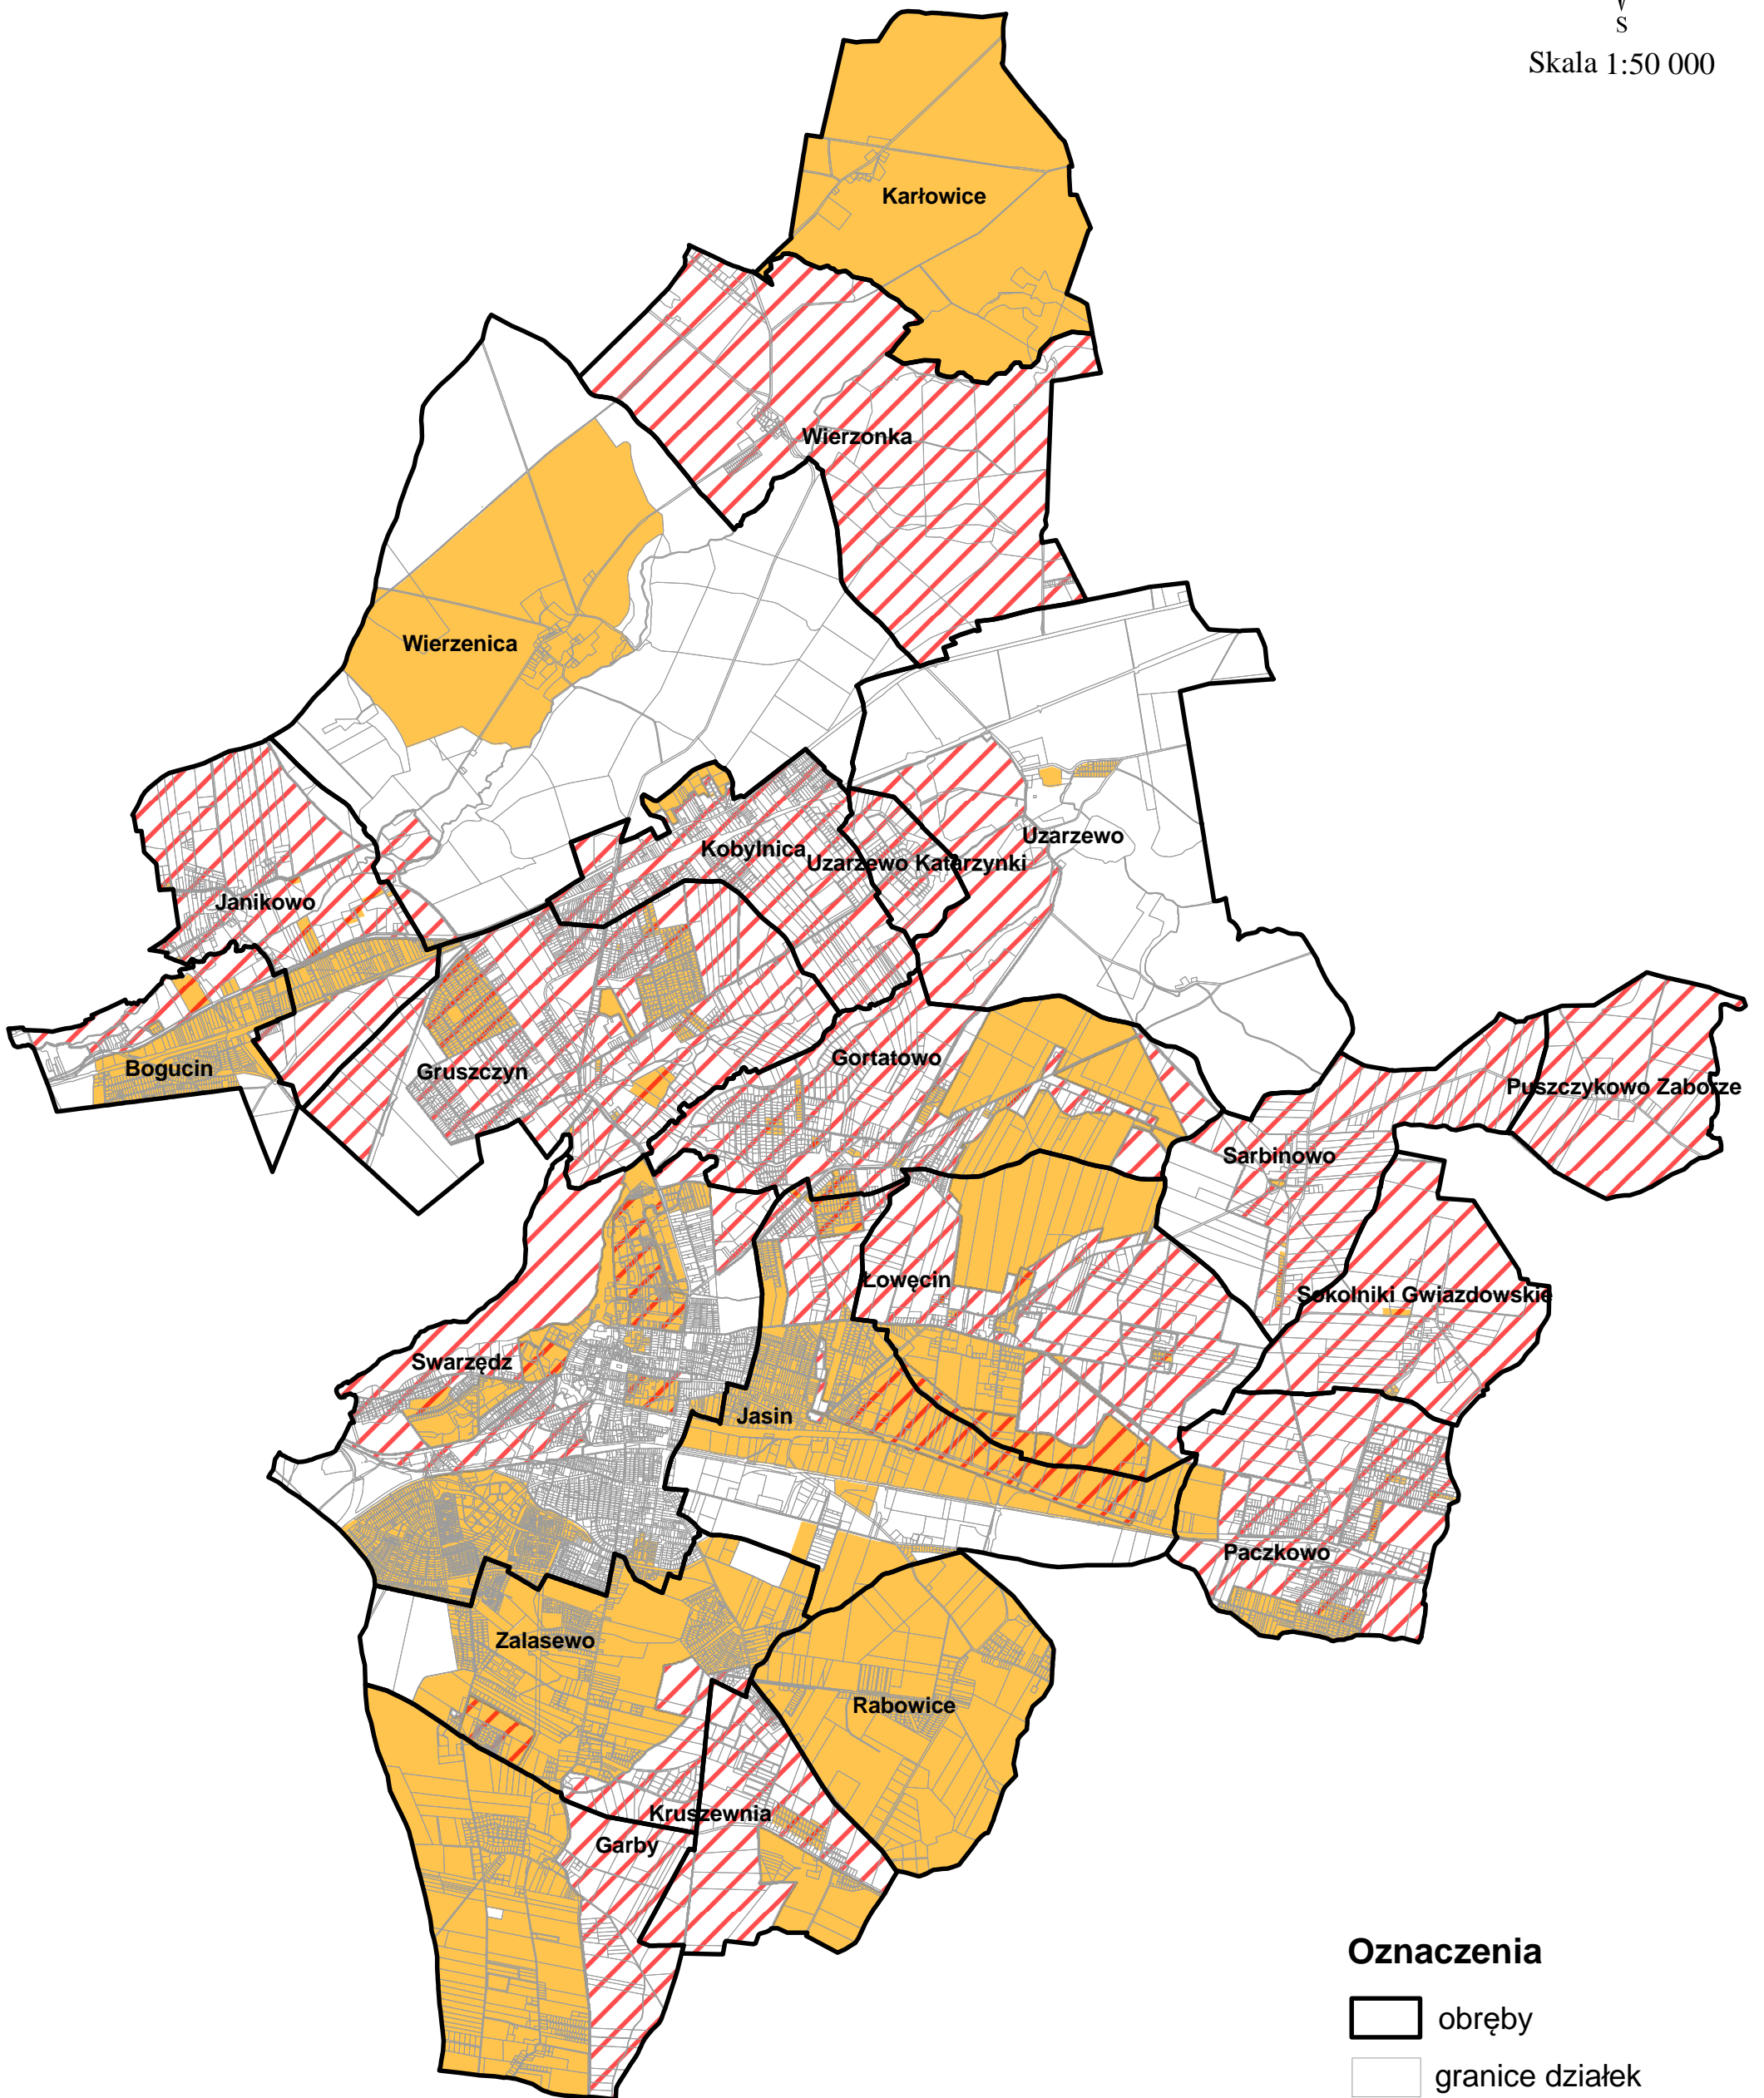 S
Skala 1:50 000
Karłowice
Wierzonka
Wierzenica
Uzarzewo
Kobylnica
Uzarzewo Katarzynki
Janikowo
Gortatowo
Bogucin
Gruszczyn
Puszczykowo Zaborze
Sarbinowo
Łowęcin
Sokolniki Gwiazdowskie
Swarzędz
Jasin
Paczkowo
Zalasewo
Rabowice
Kruszewnia
Garby
Oznaczenia
obręby
granice działek